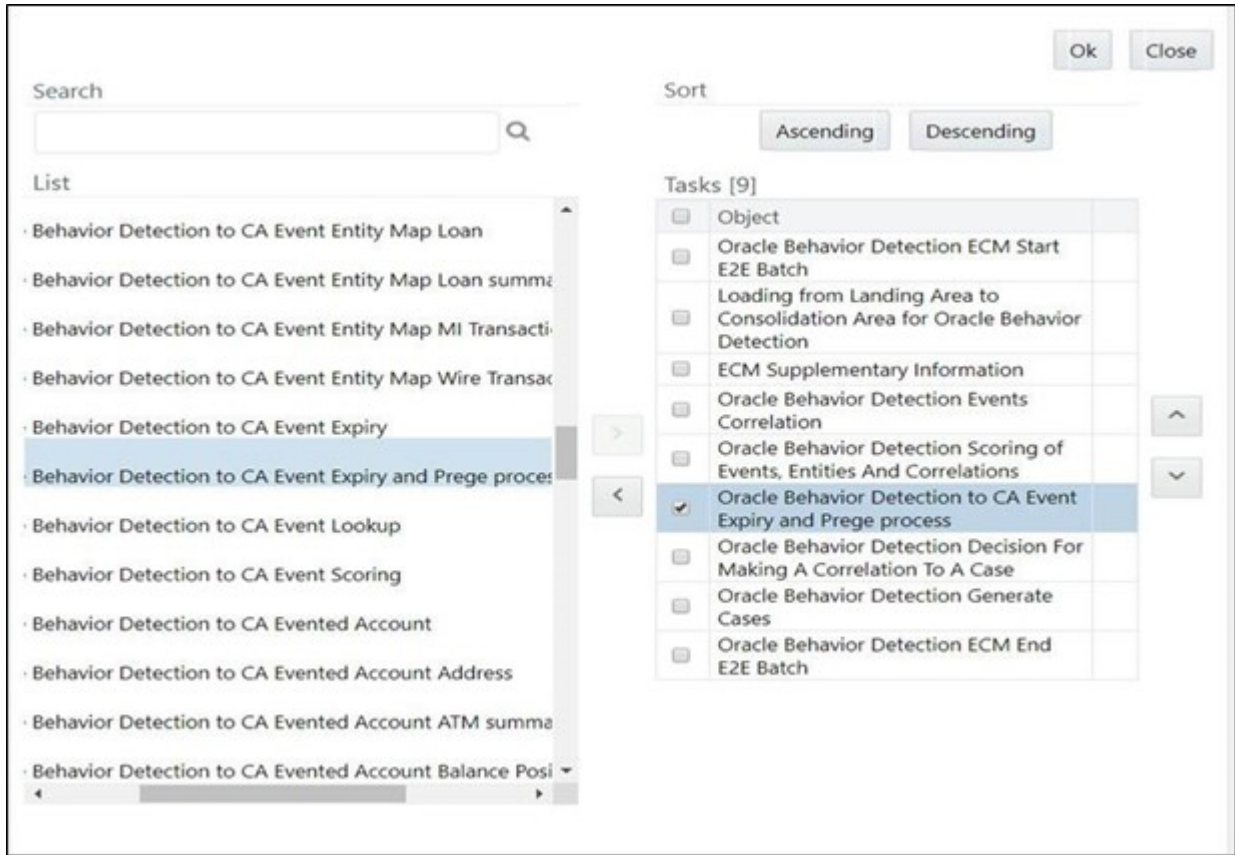 Ok Close
Search
Sort
Ascending Descending
List
Tasks [9]
Behavior Detection to CA Event Entity Map Loan
Behavior Detection to CA Event Entity Map Loan summa
Behavior Detection to CA Event Entity Map MI Transacti
Behavior Detection to CA Event Entity Map Wire Transac
Behavior Detection to CA Event Expiry
Behavior Detection to CA Event Expiry and Prege proces
Behavior Detection to CA Event Lookup
Behavior Detection to CA Event Scoring
Behavior Detection to CA Evented Account
Behavior Detection to CA Evented Account Address
Behavior Detection to CA Evented Account ATM summa
Behavior Detection to CA Evented Account Balance Posi
Object
Oracle Behavior Detection ECM Start
E2E Batch
Loading from Landing Area to
Consolidation Area for Oracle Behavior
Detection
ECM Supplementary Information
Oracle Behavior Detection Events
Correlation
Oracle Behavior Detection Scoring of
Events, Entities And Correlations
Oracle Behavior Detection to CA Event
Expiry and Prege process
Oracle Behavior Detection Decision For
Making A Correlation To A Case
Oracle Behavior Detection Generate
Cases
Oracle Behavior Detection ECM End
E2E Batch